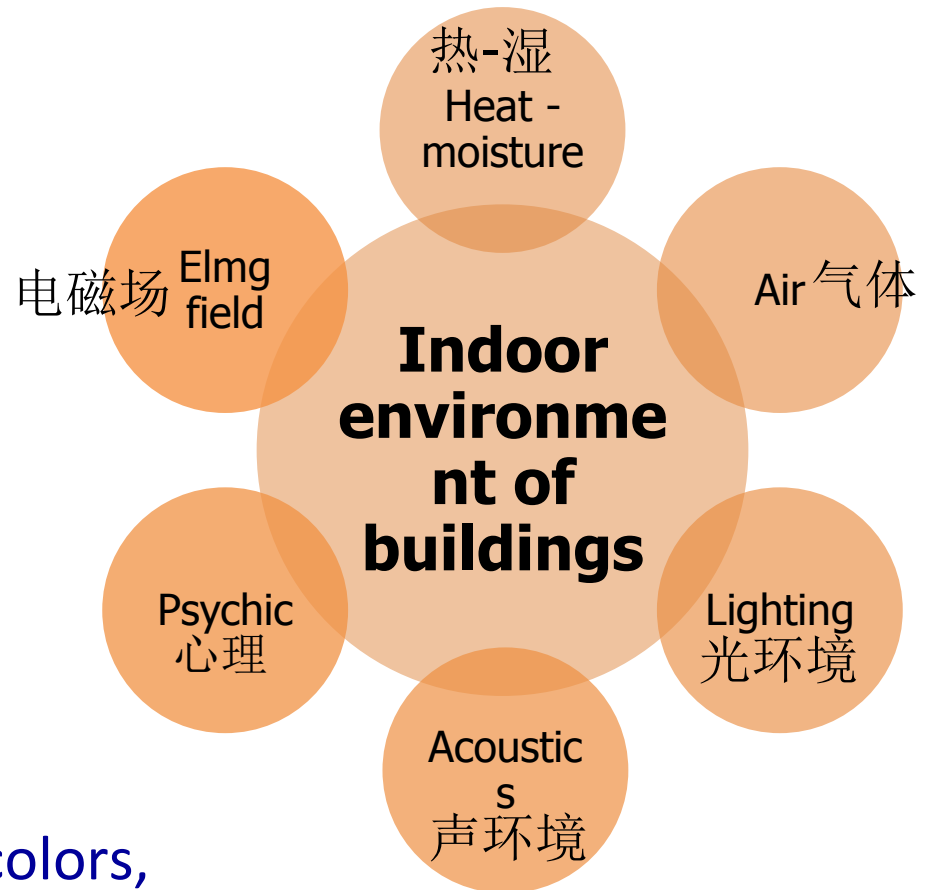 热-湿
Heat -
moisture
电磁场 Elmg
field
Air 气体
Indoor
environme
nt of
buildings
Psychic
心理
Lighting
光环境
Acoustic
s
声环境
colors,